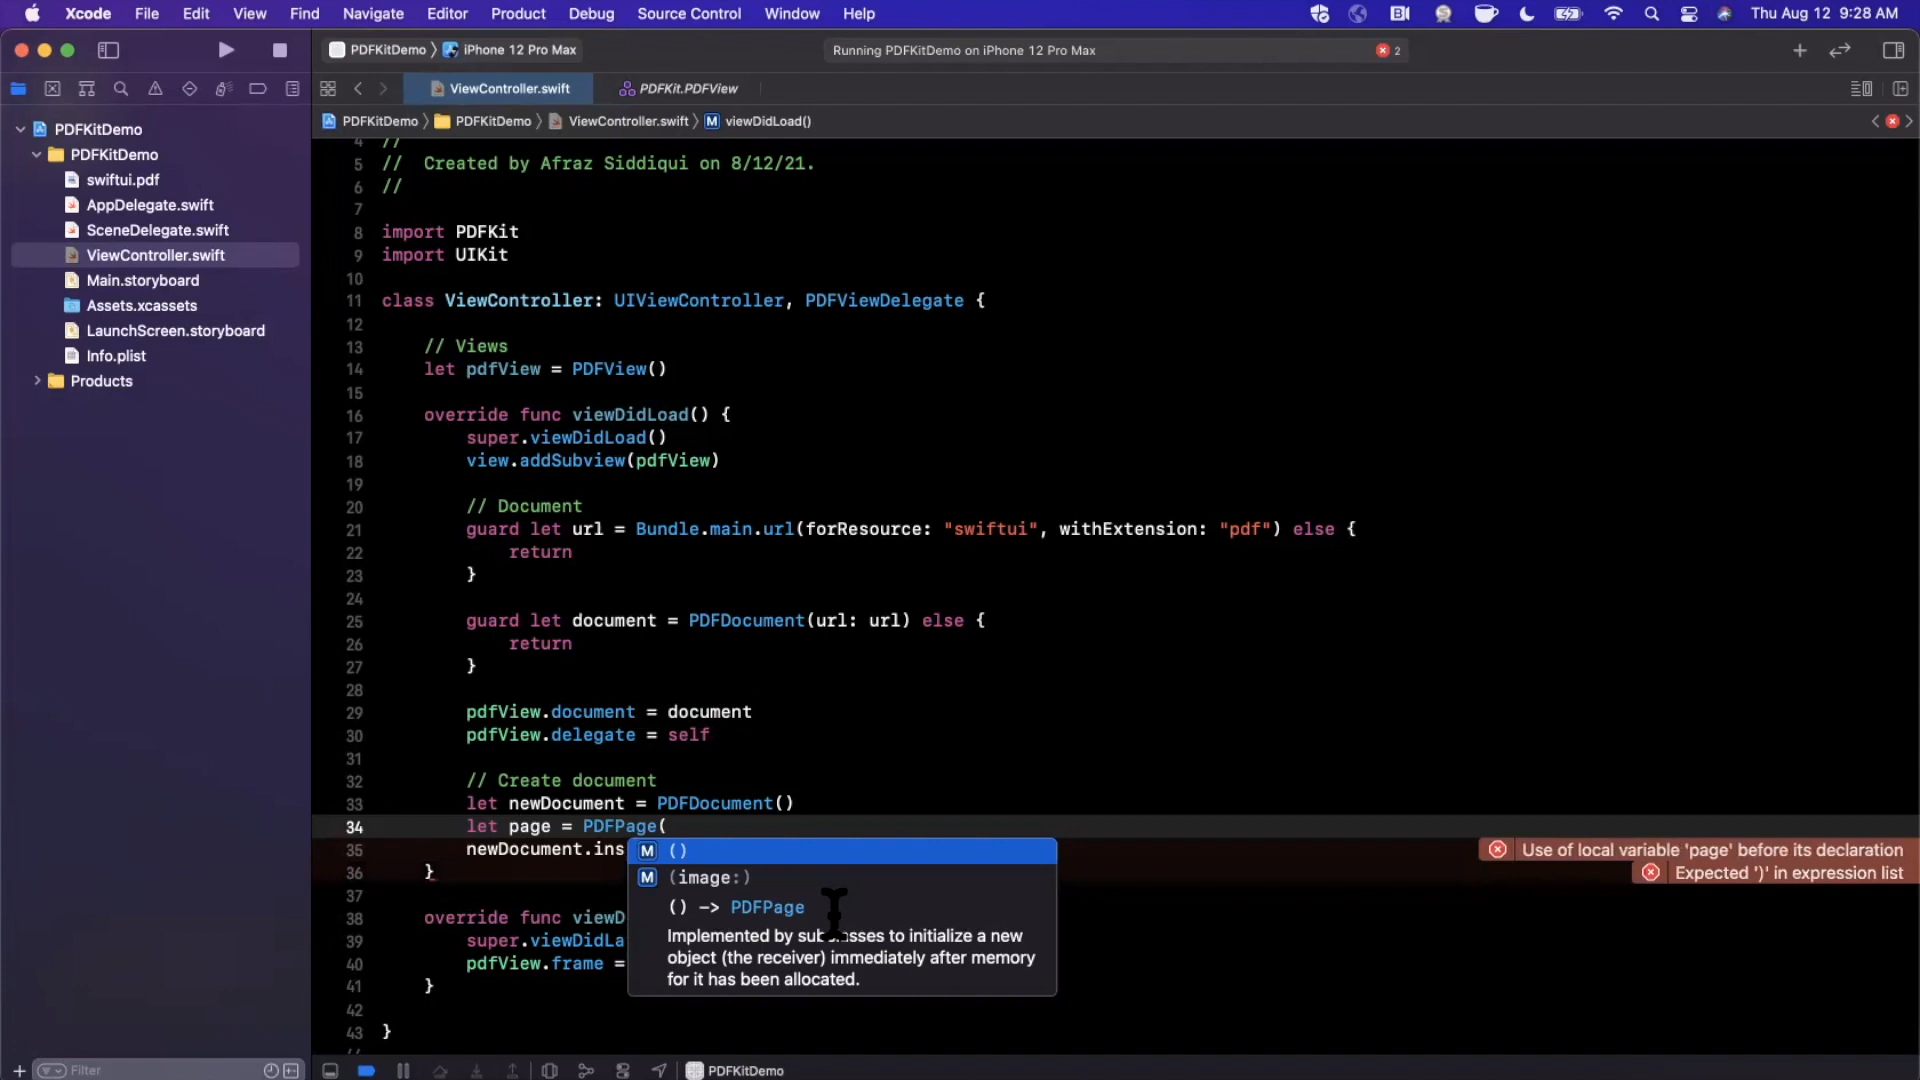 Xcode File Edit View Find Navigate Editor Product Debug Source Control Window Help Thu Aug 12 9:28 AM
PDFKitDemo iPhone 12 Pro Max Running PDFKitDemo on iPhone 12 Pro Max 2
ViewController.swift PDFKit.PDFView
PDFKitDemo PDFKitDemo ViewController.swift M viewDidLoad()
PDFKitDemo
PDFKitDemo
swiftui.pdf
AppDelegate.swift
SceneDelegate.swift
ViewController.swift
Main.storyboard
Assets.xcassets
LaunchScreen.storyboard
Info.plist
Products
Filter
4 //
5 // Created by Afraz Siddiqui on 8/12/21.
6 //
7
8 import PDFKit
9 import UIKit
10
11 class ViewController: UIViewController, PDFViewDelegate {
12
13 // Views
14 let pdfView = PDFView()
15
16 override func viewDidLoad() {
17 super.viewDidLoad()
18 view.addSubview(pdfView)
19
20 // Document
21 guard let url = Bundle.main.url(forResource: "swiftui", withExtension: "pdf") else {
22 return
23 }
24
25 guard let document = PDFDocument(url: url) else {
26 return
27 }
28
29 pdfView.document = document
30 pdfView.delegate = self
31
32 // Create document
33 let newDocument = PDFDocument()
34 let page = PDFPage(
35 newDocument.ins
Use of local variable 'page' before its declaration
36 }
Expected ')' in expression list
37
38 override func viewD
39 super.viewDidLa
40 pdfView.frame =
41 }
42
43 }
M ()
M (image:)
() -> PDFPage
Implemented by subclasses to initialize a new
object (the receiver) immediately after memory
for it has been allocated.
PDFKitDemo